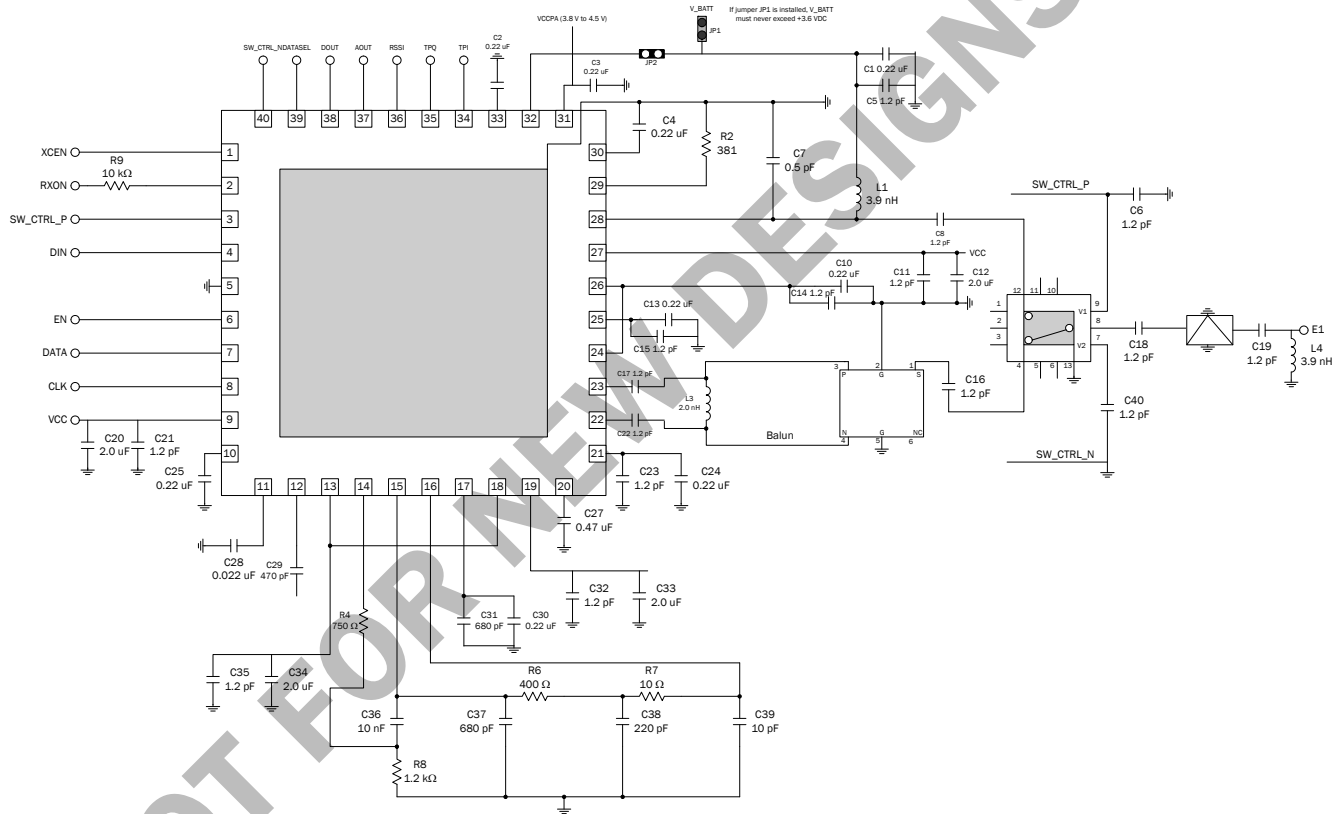 V_BATT
If jumper JP1 is installed, V_BATT
must never exceed +3.6 VDC
JP1
VCCPA (3.8 V to 4.5 V)
JP2
C2
0.22 uF
C3
0.22 uF
C1 0.22 uF
C5 1.2 pF
SW_CTRL_N
DATASEL
DOUT
AOUT
RSSI
TPQ
TPI
40
39
38
37
36
35
34
33
32
31
XCEN
1
R9
10 kΩ
RXON
2
SW_CTRL_P
3
DIN
4
5
EN
6
DATA
7
CLK
8
VCC
9
C20
2.0 uF
C21
1.2 pF
10
C25
0.22 uF
30
29
28
27
26
25
24
23
22
21
C4
0.22 uF
R2
381
C7
0.5 pF
L1
3.9 nH
C8
1.2 pF
VCC
C10
0.22 uF
C11
1.2 pF
C12
2.0 uF
C14 1.2 pF
C13 0.22 uF
C15 1.2 pF
C17 1.2 pF
L3
2.0 nH
C22 1.2 pF
Balun
3
2
1
P
G
S
N
G
NC
4
5
6
C16
1.2 pF
C23
1.2 pF
C24
0.22 uF
SW_CTRL_P
C6
1.2 pF
12
11
10
1
2
3
9
8
7
V1
V2
4
5
6
13
C18
1.2 pF
C19
1.2 pF
E1
L4
3.9 nH
C40
1.2 pF
SW_CTRL_N
11
12
13
14
15
16
17
18
19
20
C27
0.47 uF
C28
0.022 uF
C29
470 pF
C32
1.2 pF
C33
2.0 uF
R4
750 Ω
C31
680 pF
C30
0.22 uF
C35
1.2 pF
C34
2.0 uF
R6
400 Ω
R7
10 Ω
C36
10 nF
C37
680 pF
C38
220 pF
C39
10 pF
R8
1.2 kΩ
NOT FOR NEW DESIGNS